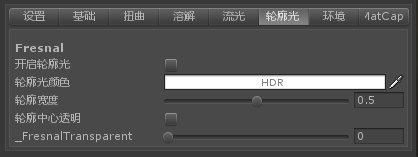 设置 基础 扭曲 溶解 流光 轮廓光 环境 MatCap
Fresnal
开启轮廓光
轮廓光颜色 HDR
轮廓宽度 0.5
轮廓中心透明
_FresnalTransparent 0